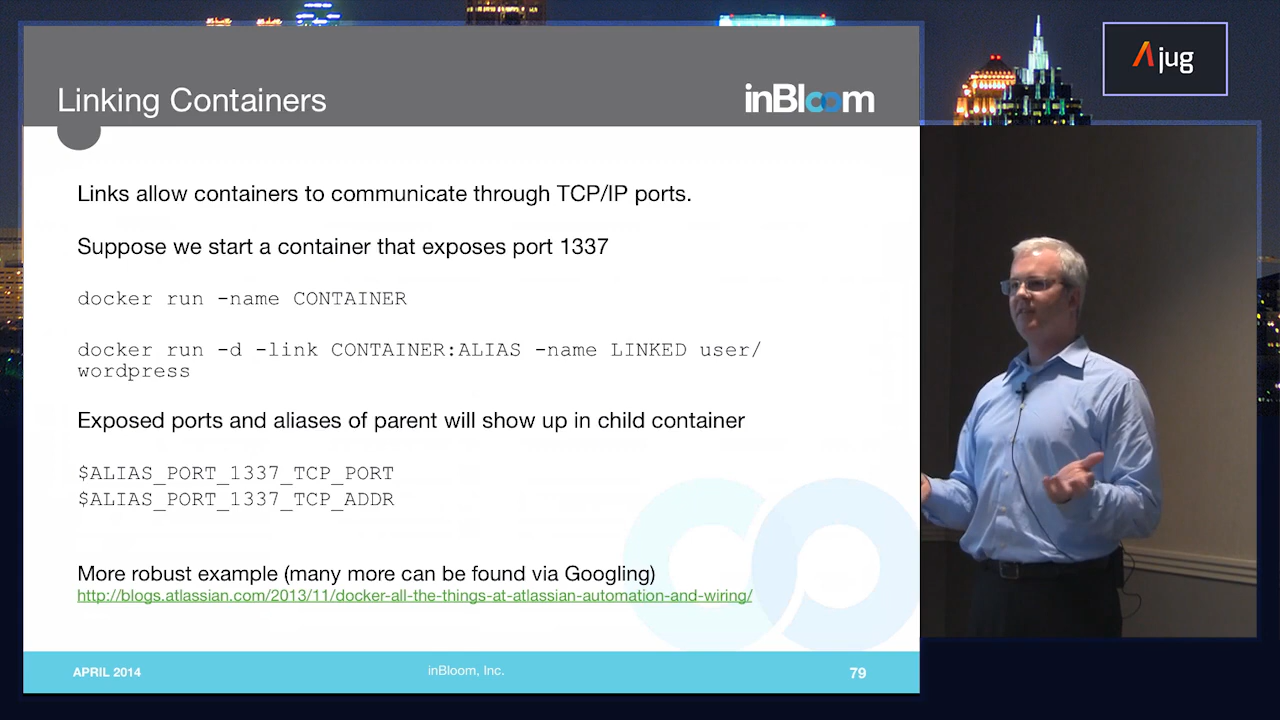 Linking Containers
inBloom
Ajug
Links allow containers to communicate through TCP/IP ports.
Suppose we start a container that exposes port 1337
docker run -name CONTAINER
docker run -d -link CONTAINER:ALIAS -name LINKED user/
wordpress
Exposed ports and aliases of parent will show up in child container
$ALIAS_PORT_1337_TCP_PORT
$ALIAS_PORT_1337_TCP_ADDR
More robust example (many more can be found via Googling)
http://blogs.atlassian.com/2013/11/docker-all-the-things-at-atlassian-automation-and-wiring/
APRIL 2014
inBloom, Inc.
79